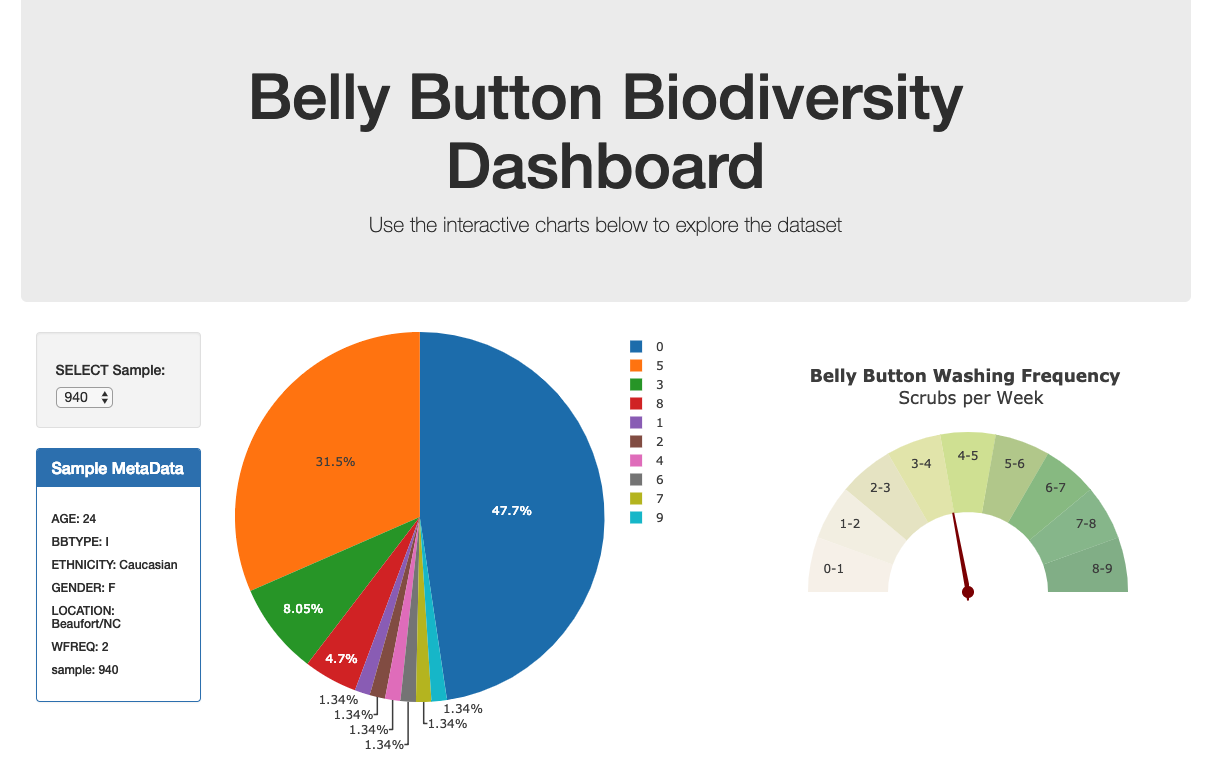 Belly Button Biodiversity
Dashboard
Use the interactive charts below to explore the dataset
SELECT Sample:
940
Sample MetaData
AGE: 24
BBTYPE: I
ETHNICITY: Caucasian
GENDER: F
LOCATION:
Beaufort/NC
WFREQ: 2
sample: 940
31.5%
47.7%
8.05%
4.7%
1.34%
1.34%
1.34%
1.34%
1.34%
1.34%
0
5
3
8
1
2
4
6
7
9
Belly Button Washing Frequency
Scrubs per Week
0-1
1-2
2-3
3-4
4-5
5-6
6-7
7-8
8-9